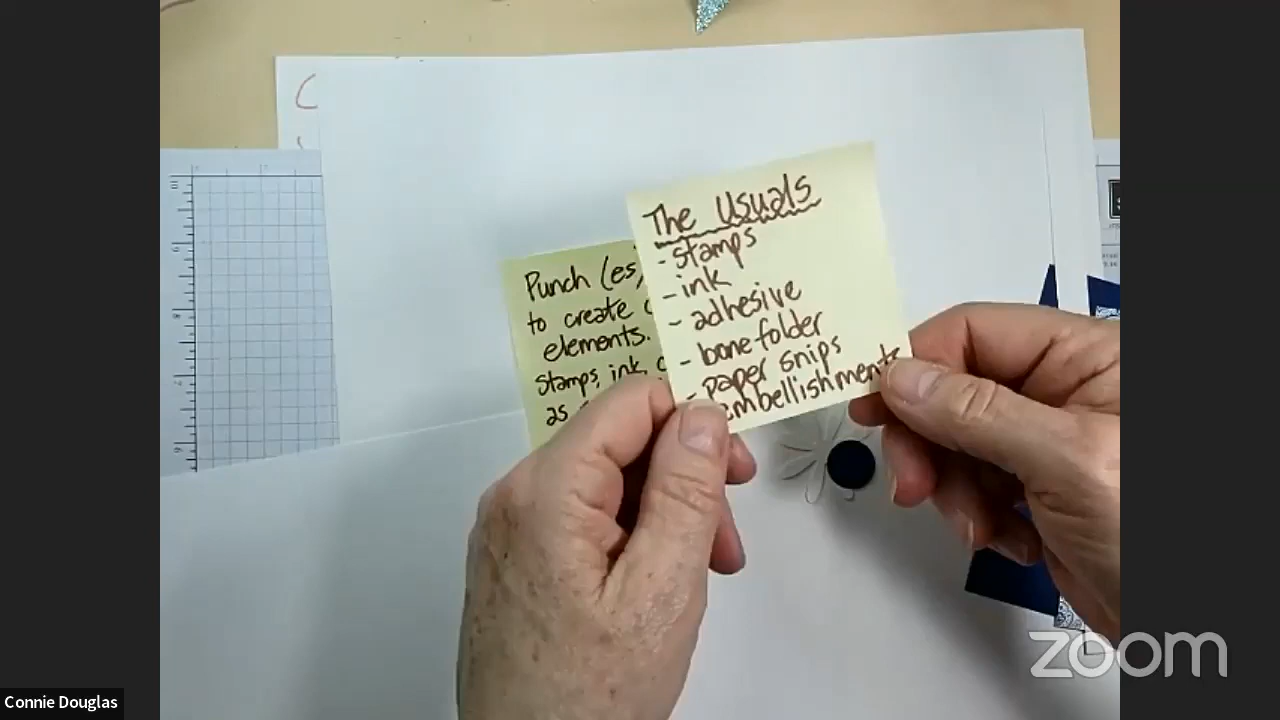 The Usuals
- stamps
- ink
- adhesive
- bone folder
- paper snips
embellishments
Punch (es)
to create
elements.
Stamps, ink,
as
Connie Douglas
zoom